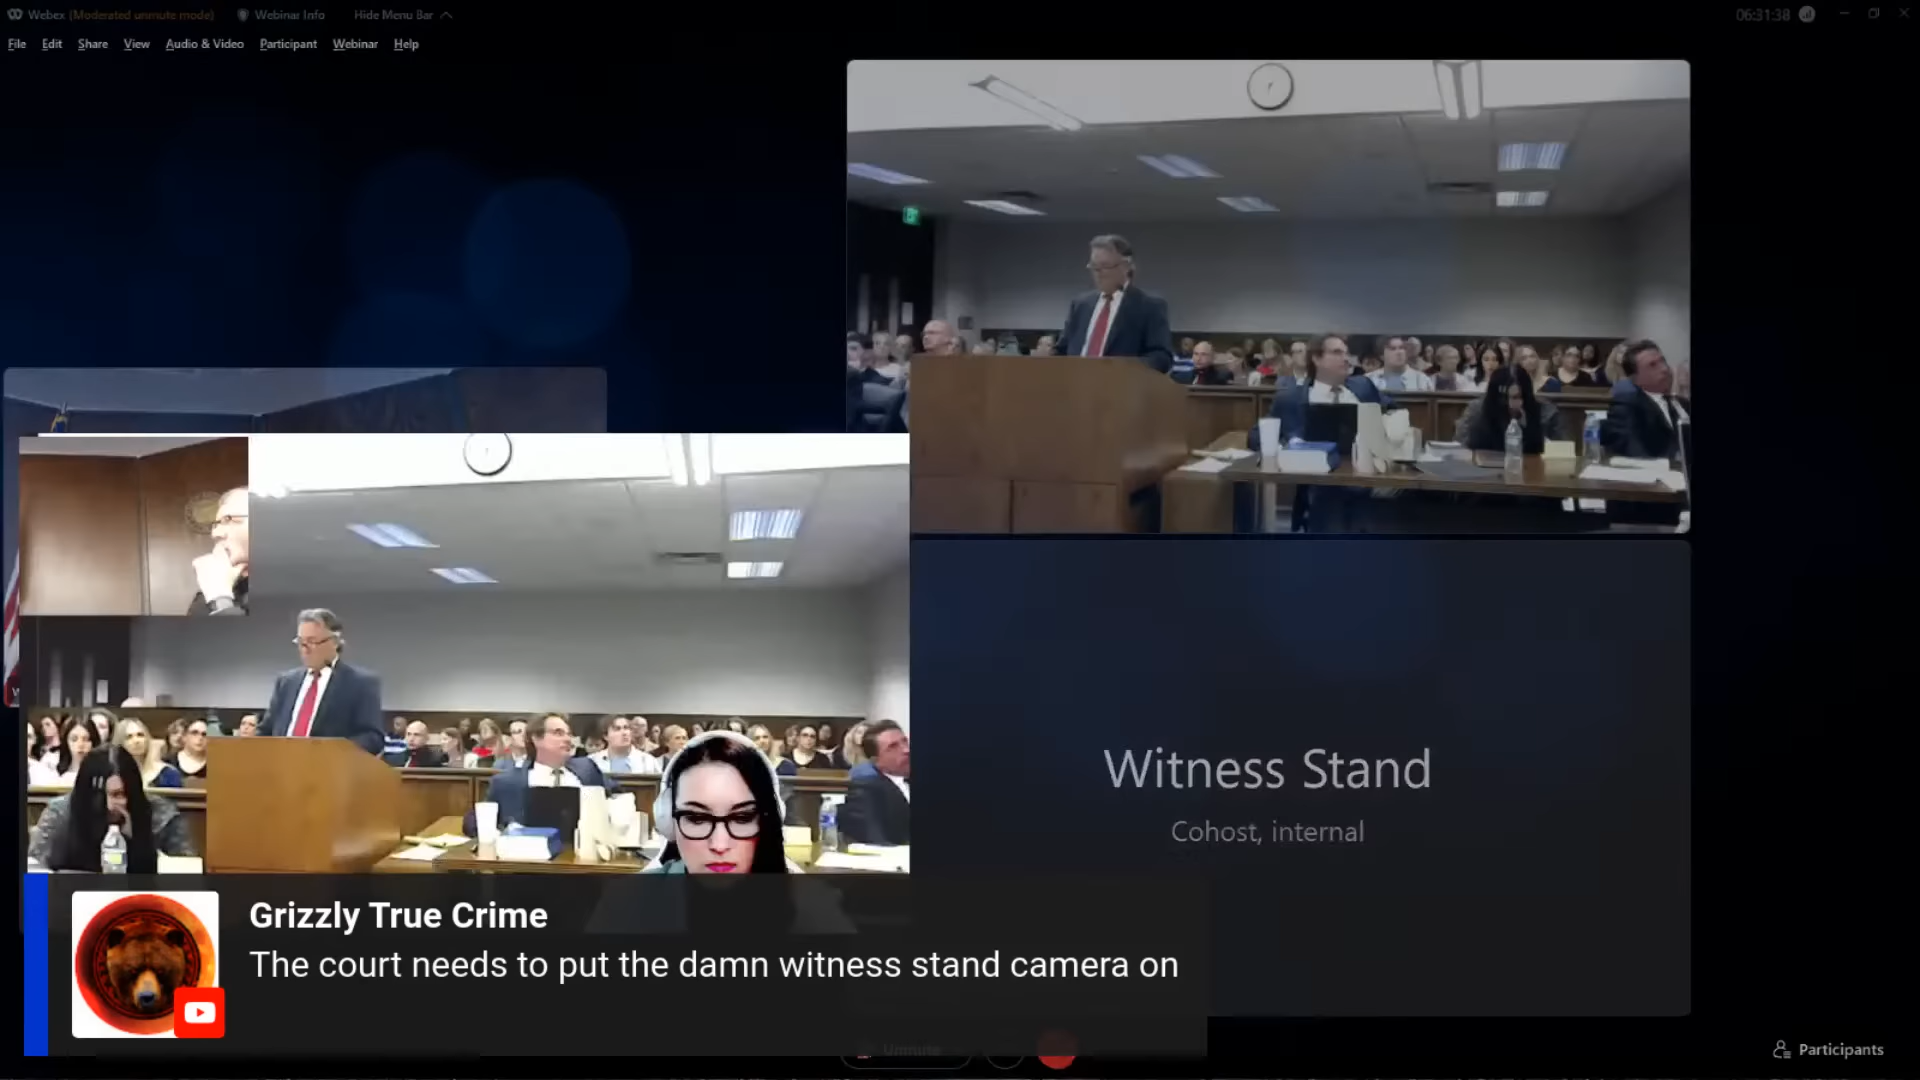 Webex (Moderated unmute mode) Webinar Info Hide Menu Bar 06:31:38
File Edit Share View Audio & Video Participant Webinar Help
Witness Stand
Cohost, internal
Grizzly True Crime
The court needs to put the damn witness stand camera on
Unmute
Participants